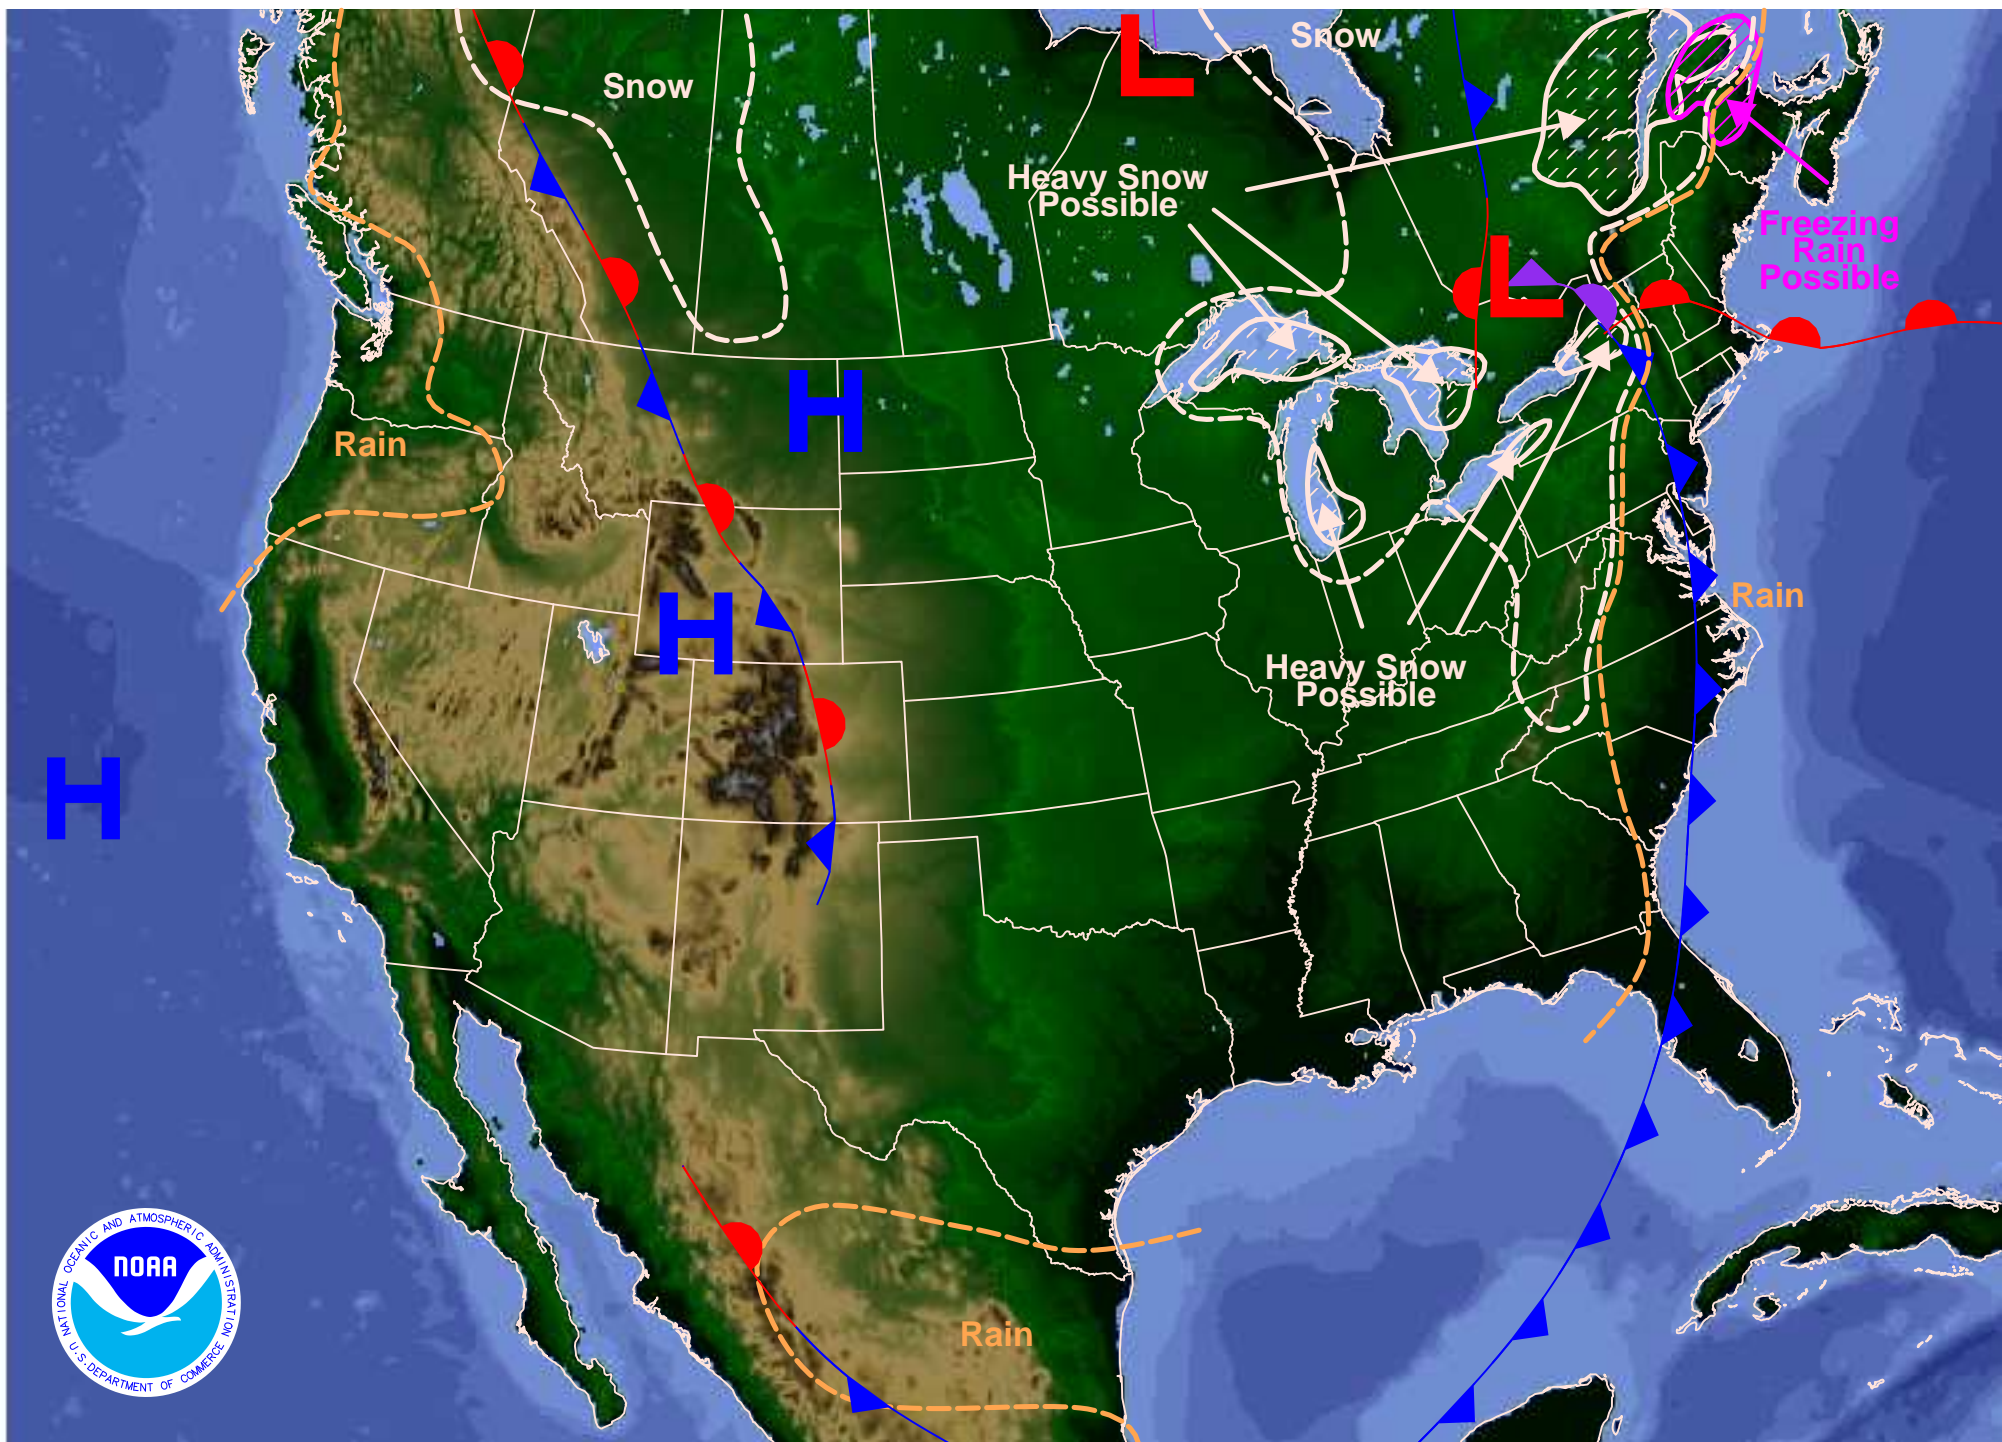 L
Snow
Snow
Heavy Snow
Possible
Freezing
Rain
Possible
L
H
Rain
H
Rain
Heavy Snow
Possible
H
Rain
NATIONAL OCEANIC AND ATMOSPHERIC ADMINISTRATION
NOAA
U.S. DEPARTMENT OF COMMERCE